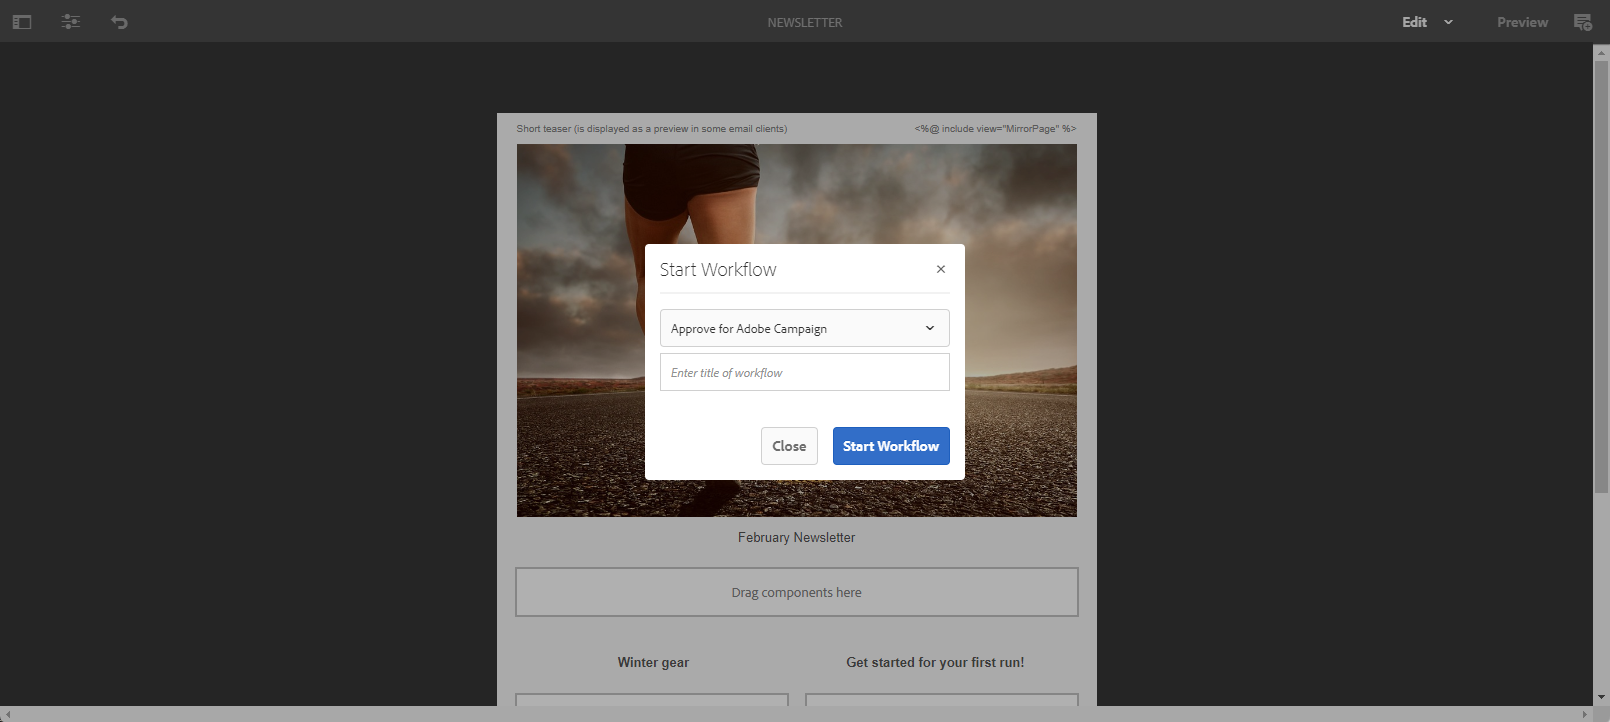 NEWSLETTER
Edit
Preview
Short teaser (is displayed as a preview in some email clients)
<%@ include view="MirrorPage" %>
Start Workflow
Approve for Adobe Campaign
Enter title of workflow
Close
Start Workflow
February Newsletter
Drag components here
Winter gear
Get started for your first run!